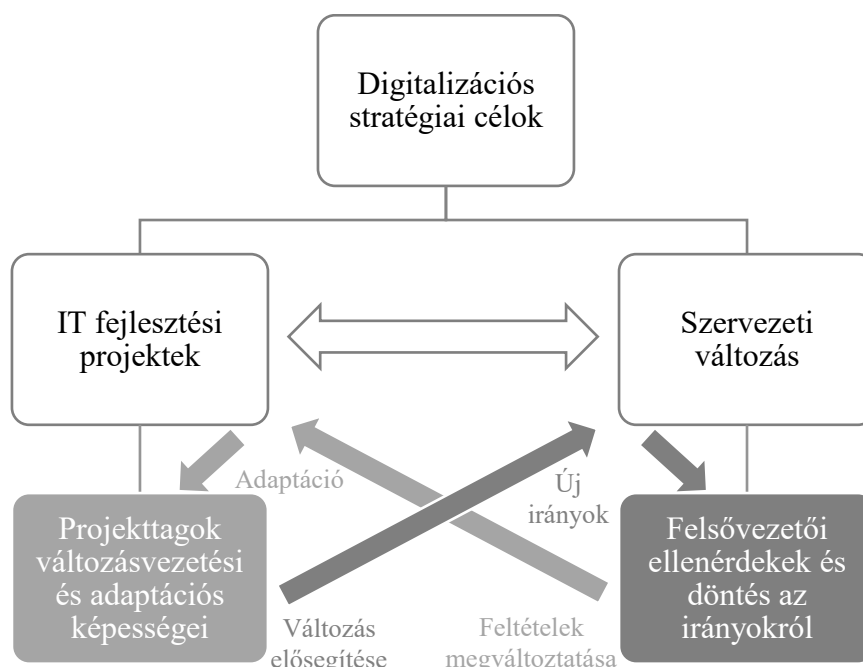 Digitalizációs
stratégiai célok
IT fejlesztési
projektek
Szervezeti
változás
Adaptáció
Új
irányok
Projekttagok
változásvezetési
és adaptációs
képességei
Felsővezetői
ellenérdekek és
döntés az
irányokról
Változás
elősegítése
Feltételek
megváltoztatása